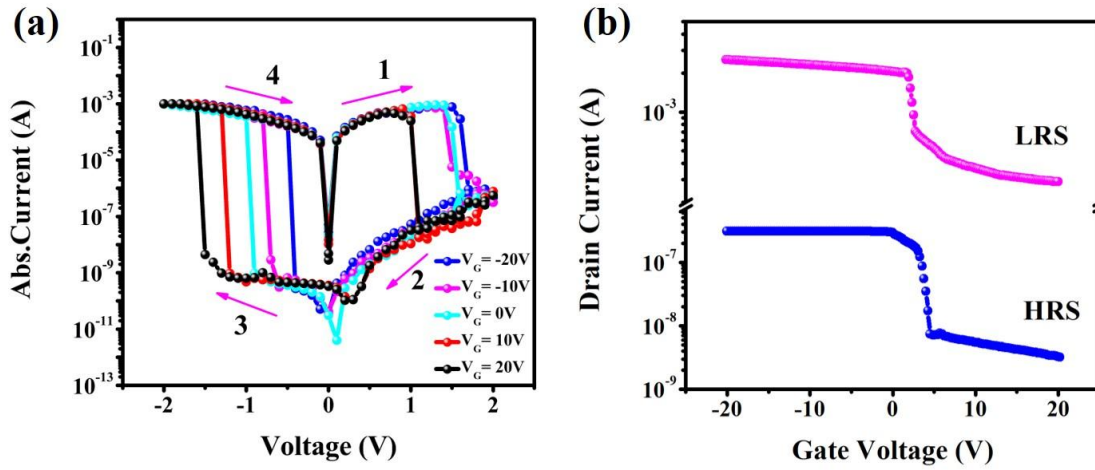 (a)
Abs.Current (A)
10⁻¹
10⁻³
10⁻⁵
10⁻⁷
10⁻⁹
10⁻¹¹
10⁻¹³
4
1
2
3
V_G= -20V
V_G= -10V
V_G= 0V
V_G= 10V
V_G= 20V
-2 -1 0 1 2
Voltage (V)
(b)
Drain Current (A)
10⁻³
10⁻⁷
10⁻⁸
10⁻⁹
LRS
HRS
-20 -10 0 10 20
Gate Voltage (V)